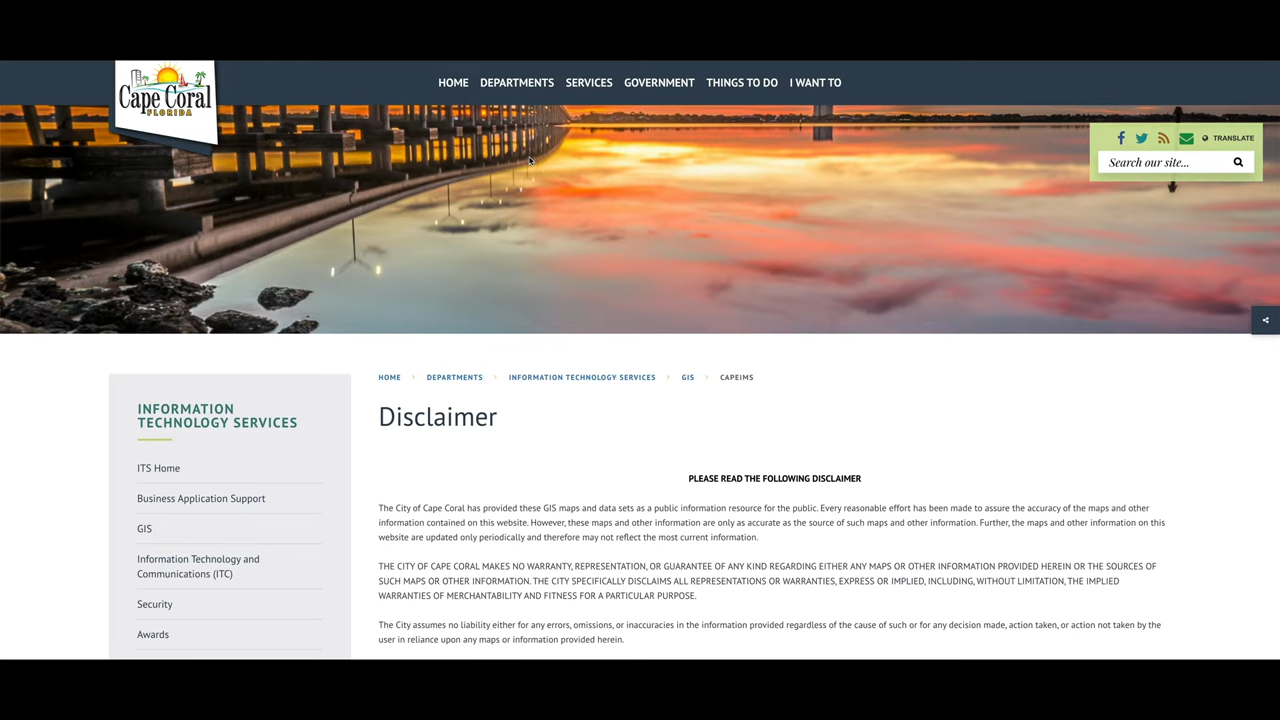 Cape Coral
FLORIDA
HOME DEPARTMENTS SERVICES GOVERNMENT THINGS TO DO I WANT TO
TRANSLATE
Search our site...
HOME > DEPARTMENTS > INFORMATION TECHNOLOGY SERVICES > GIS > CAPEIMS
INFORMATION
TECHNOLOGY SERVICES
ITS Home
Business Application Support
GIS
Information Technology and
Communications (ITC)
Security
Awards
Disclaimer
PLEASE READ THE FOLLOWING DISCLAIMER
The City of Cape Coral has provided these GIS maps and data sets as a public information resource for the public. Every reasonable effort has been made to assure the accuracy of the maps and other
information contained on this website. However, these maps and other information are only as accurate as the source of such maps and other information. Further, the maps and other information on this
website are updated only periodically and therefore may not reflect the most current information.
THE CITY OF CAPE CORAL MAKES NO WARRANTY, REPRESENTATION, OR GUARANTEE OF ANY KIND REGARDING EITHER ANY MAPS OR OTHER INFORMATION PROVIDED HEREIN OR THE SOURCES OF
SUCH MAPS OR OTHER INFORMATION. THE CITY SPECIFICALLY DISCLAIMS ALL REPRESENTATIONS OR WARRANTIES, EXPRESS OR IMPLIED, INCLUDING, WITHOUT LIMITATION, THE IMPLIED
WARRANTIES OF MERCHANTABILITY AND FITNESS FOR A PARTICULAR PURPOSE.
The City assumes no liability either for any errors, omissions, or inaccuracies in the information provided regardless of the cause of such or for any decision made, action taken, or action not taken by the
user in reliance upon any maps or information provided herein.